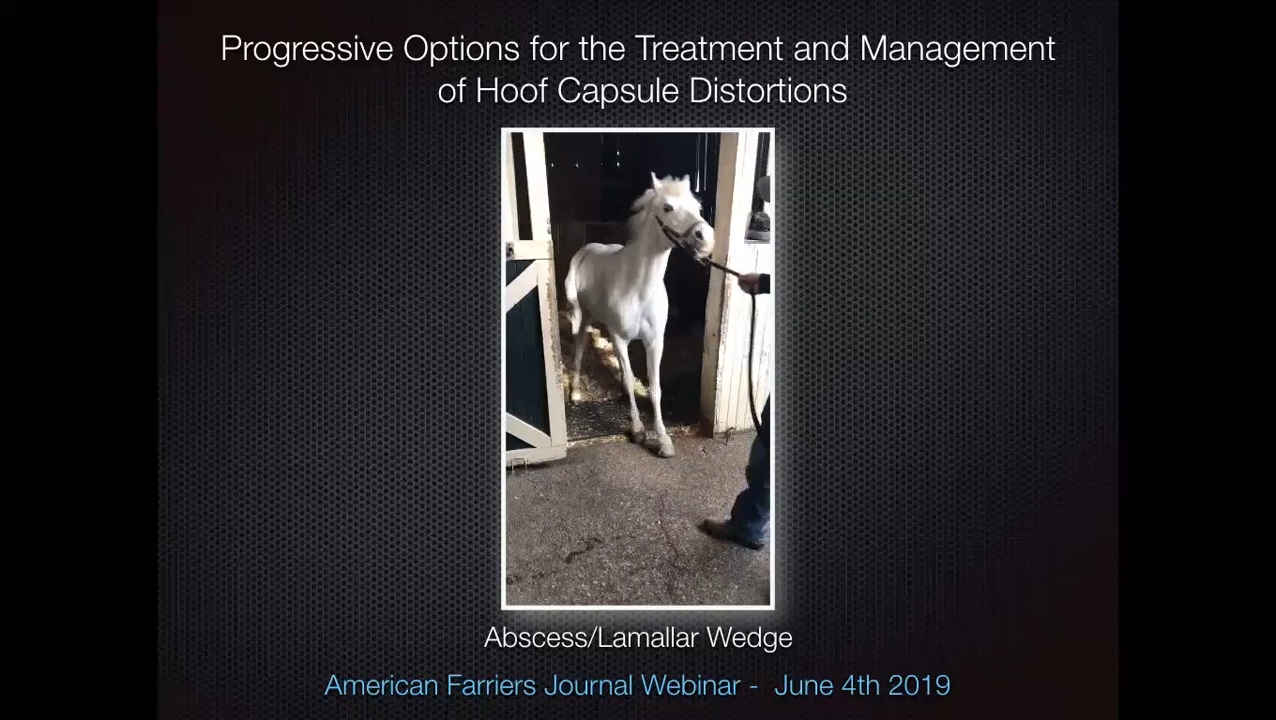 Progressive Options for the Treatment and Management
of Hoof Capsule Distortions
Abscess/Lamallar Wedge
American Farriers Journal Webinar - June 4th 2019